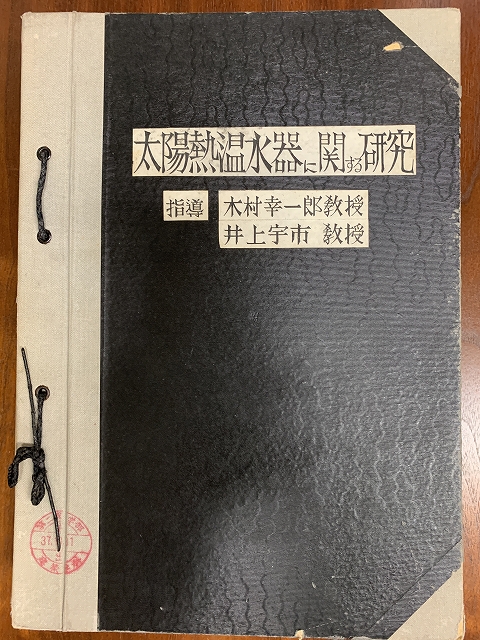 太陽熱温水器に関する研究
指導 木村幸一郎教授
井上宇市 教授